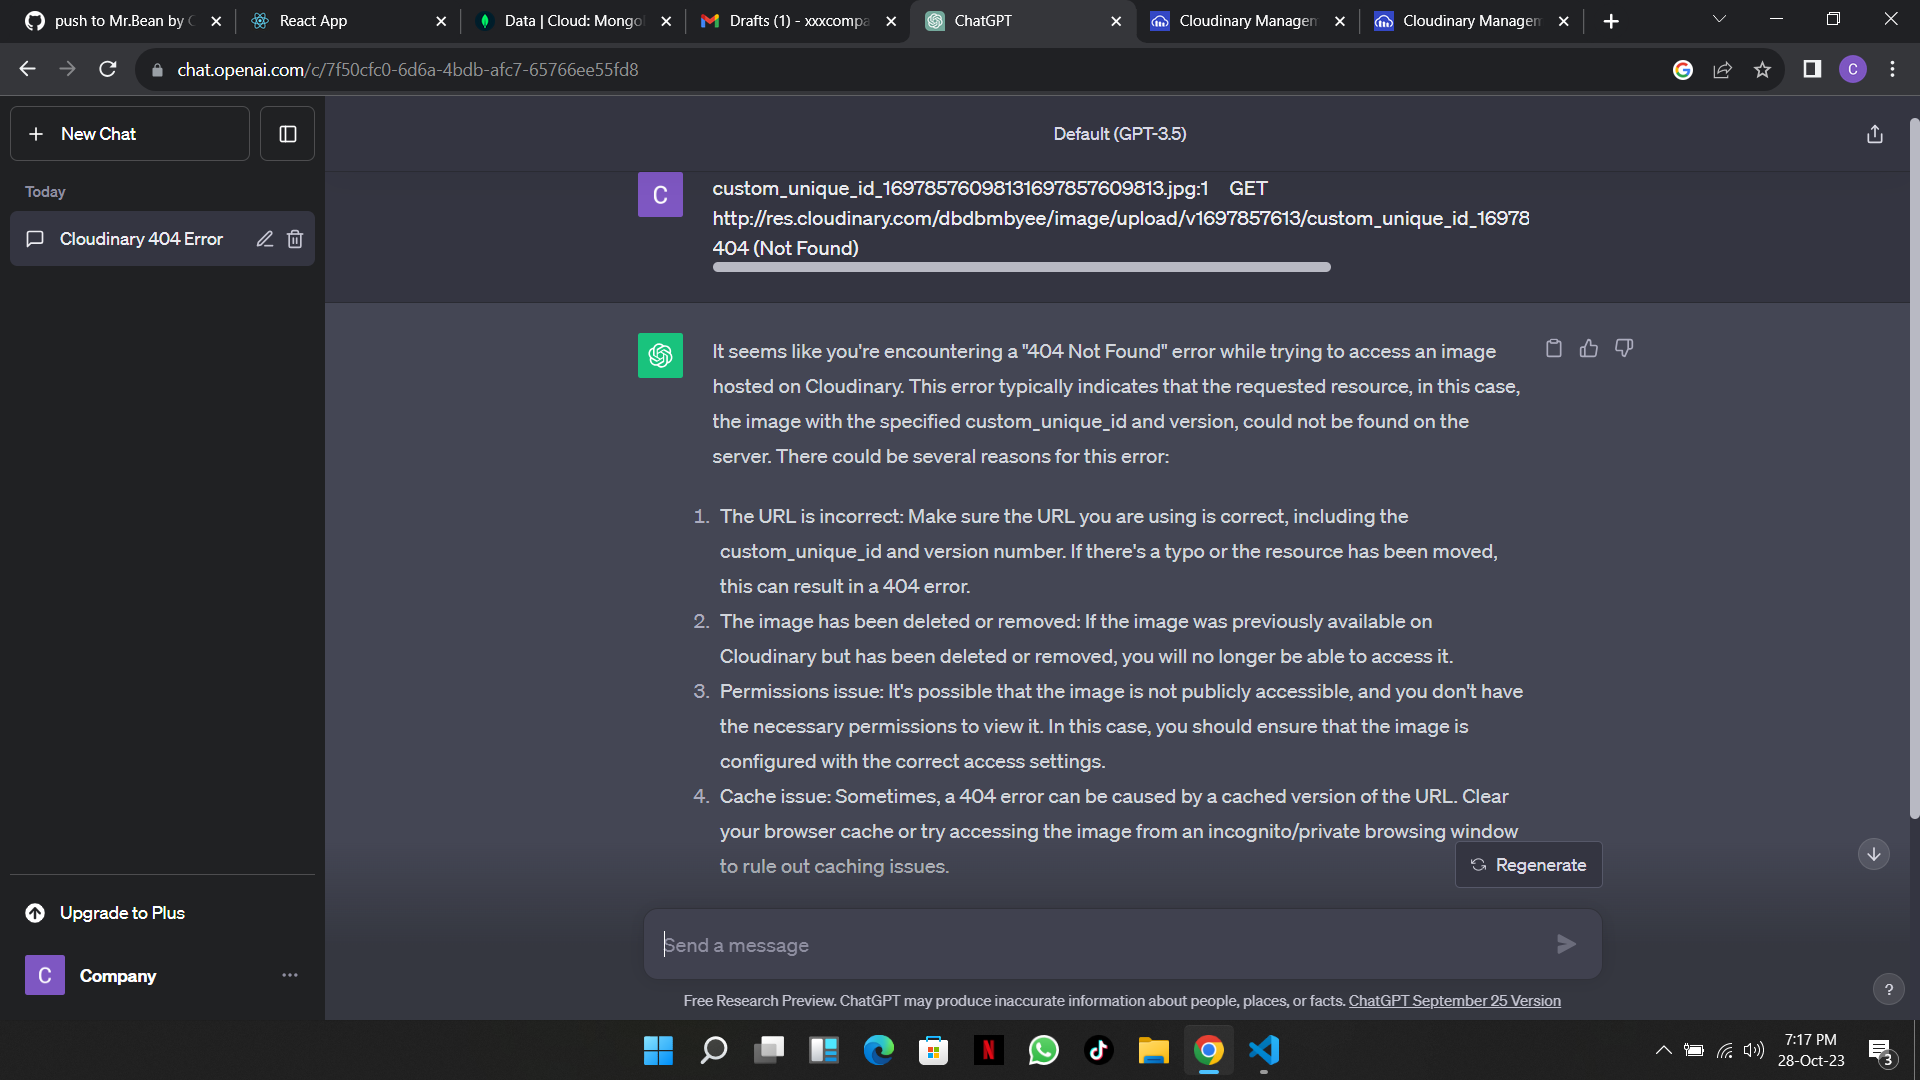 push to Mr.Bean by
React App
Data | Cloud: Mongo
Drafts (1) - xxxcompa
ChatGPT
Cloudinary Managem
Cloudinary Managem
chat.openai.com/c/7f50cfc0-6d6a-4bdb-afc7-65766ee55fd8
C
New Chat
Default (GPT-3.5)
Today
Cloudinary 404 Error
C
custom_unique_id_16978576098131697857609813.jpg:1 GET
http://res.cloudinary.com/dbdbmbyee/image/upload/v1697857613/custom_unique_id_16978
404 (Not Found)
It seems like you're encountering a "404 Not Found" error while trying to access an image
hosted on Cloudinary. This error typically indicates that the requested resource, in this case,
the image with the specified custom_unique_id and version, could not be found on the
server. There could be several reasons for this error:
1. The URL is incorrect: Make sure the URL you are using is correct, including the
custom_unique_id and version number. If there's a typo or the resource has been moved,
this can result in a 404 error.
2. The image has been deleted or removed: If the image was previously available on
Cloudinary but has been deleted or removed, you will no longer be able to access it.
3. Permissions issue: It's possible that the image is not publicly accessible, and you don't have
the necessary permissions to view it. In this case, you should ensure that the image is
configured with the correct access settings.
4. Cache issue: Sometimes, a 404 error can be caused by a cached version of the URL. Clear
your browser cache or try accessing the image from an incognito/private browsing window
to rule out caching issues.
Regenerate
Upgrade to Plus
Send a message
C
Company
Free Research Preview. ChatGPT may produce inaccurate information about people, places, or facts. ChatGPT September 25 Version
?
N
7:17 PM
28-Oct-23
3